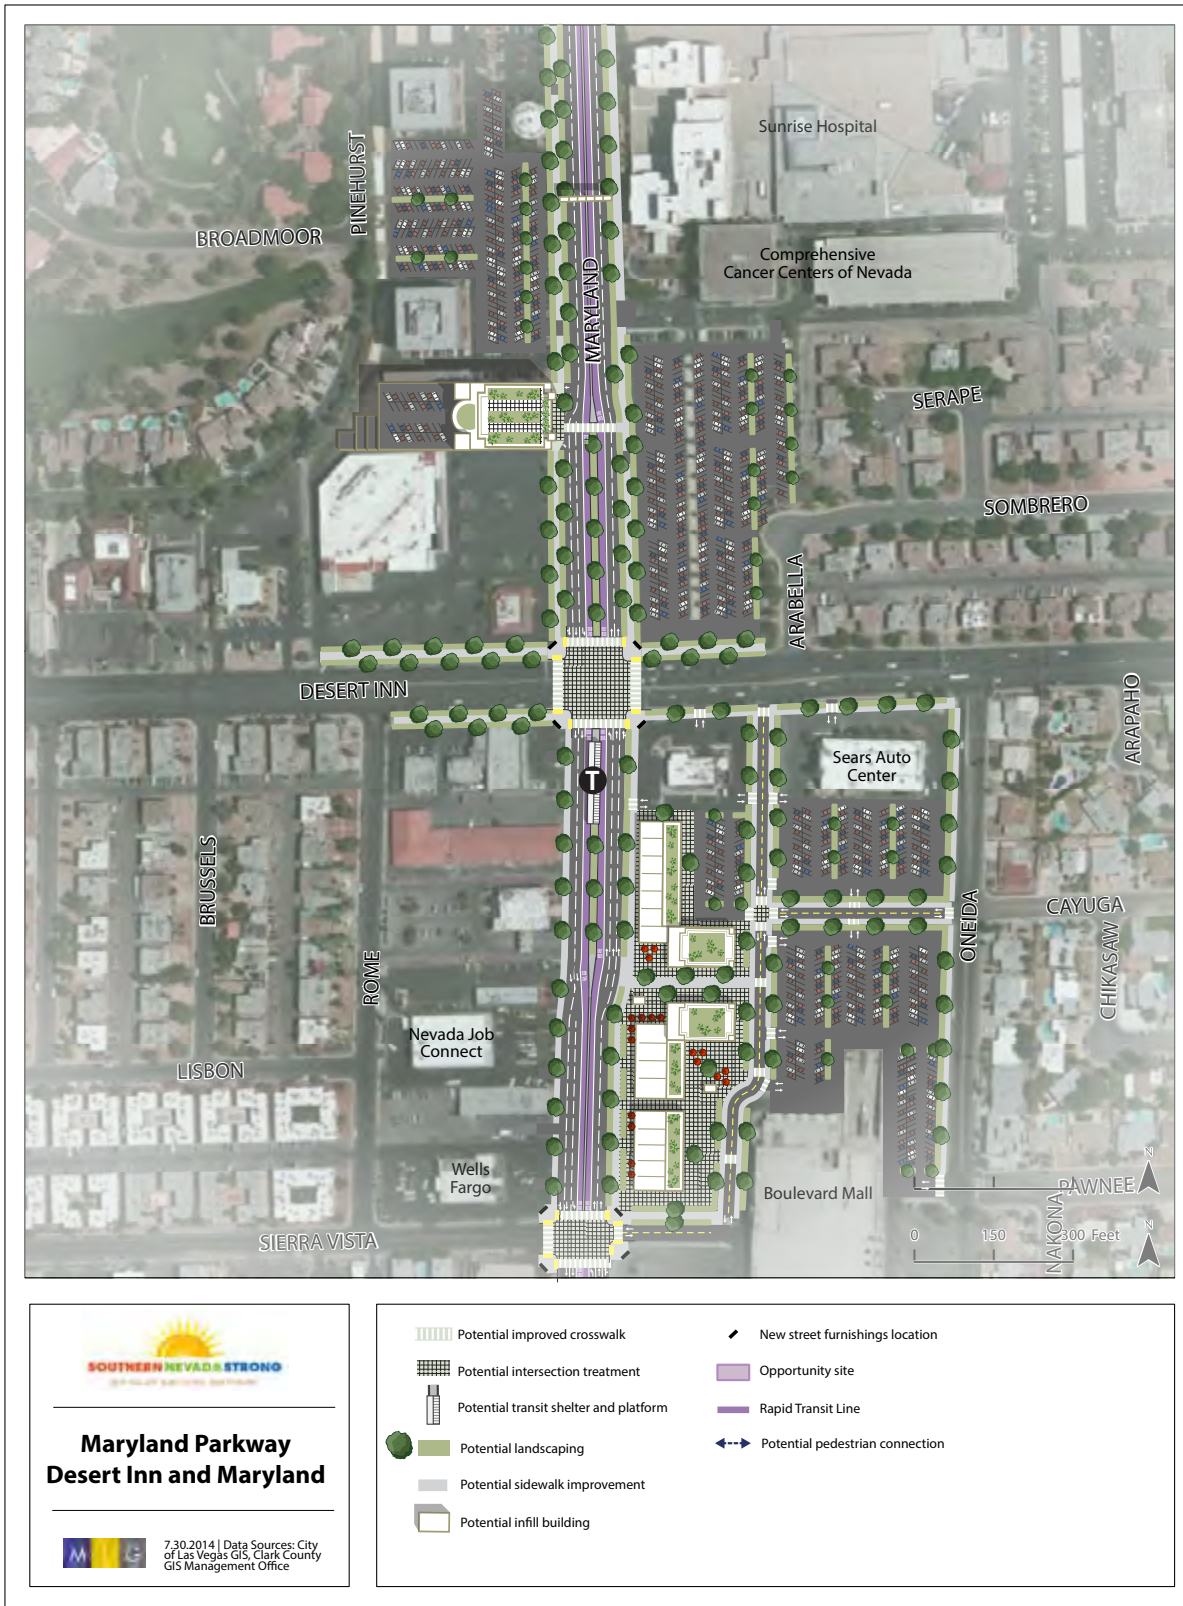 Sunrise Hospital
PINEHURST
BROADMOOR
Comprehensive
Cancer Centers of Nevada
MARYLAND
SERAPE
SOMBRERO
ARABELLA
DESERT INN
ARAPAHO
T
Sears Auto
Center
BRUSSELS
CAYUGA
ONEIDA
CHIKASAW
ROME
Nevada Job
Connect
LISBON
Wells
Fargo
Boulevard Mall
PAWNEE
N
NAKONA
SIERRA VISTA
0 150 300 Feet
N
SOUTHERN NEVADA STRONG
Maryland Parkway
Desert Inn and Maryland
M I G
7.30.2014 | Data Sources: City
of Las Vegas GIS, Clark County
GIS Management Office
Potential improved crosswalk
Potential intersection treatment
Potential transit shelter and platform
Potential landscaping
Potential sidewalk improvement
Potential infill building
New street furnishings location
Opportunity site
Rapid Transit Line
Potential pedestrian connection